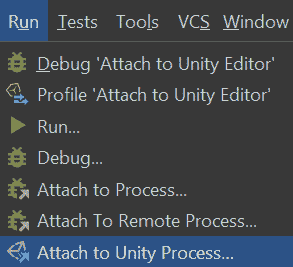 Run Tests Tools VCS Window
Debug 'Attach to Unity Editor'
Profile 'Attach to Unity Editor'
Run...
Debug...
Attach to Process...
Attach To Remote Process...
Attach to Unity Process...